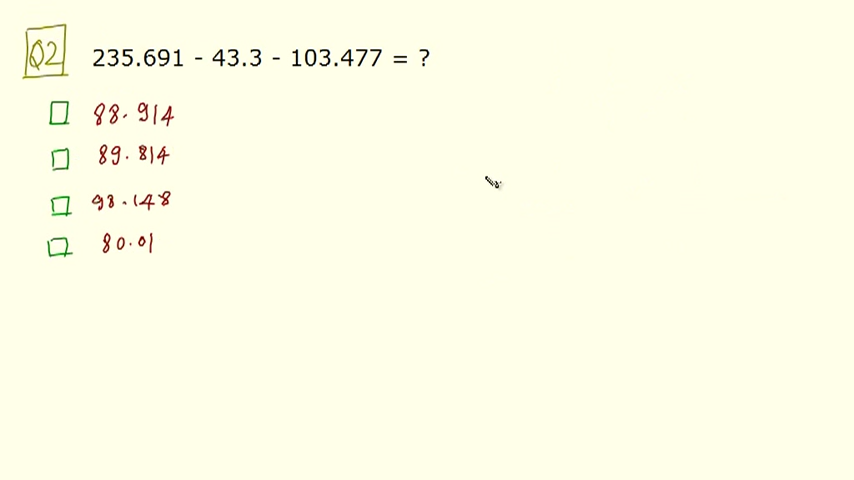 Q2 235.691 - 43.3 - 103.477 = ?
88.914
89.814
98.148
80.01